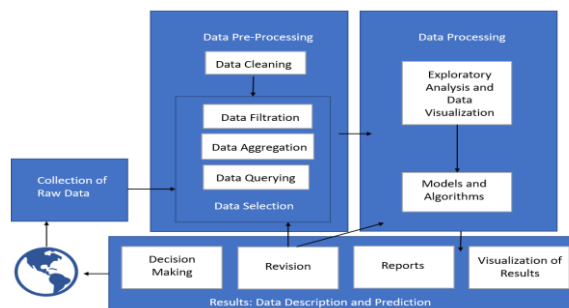 Data Pre-Processing
Data Cleaning
Data Filtration
Data Aggregation
Data Querying
Data Selection
Data Processing
Exploratory
Analysis and
Data
Visualization
Models and
Algorithms
Collection of
Raw Data
Decision
Making
Revision
Reports
Visualization of
Results
Results: Data Description and Prediction